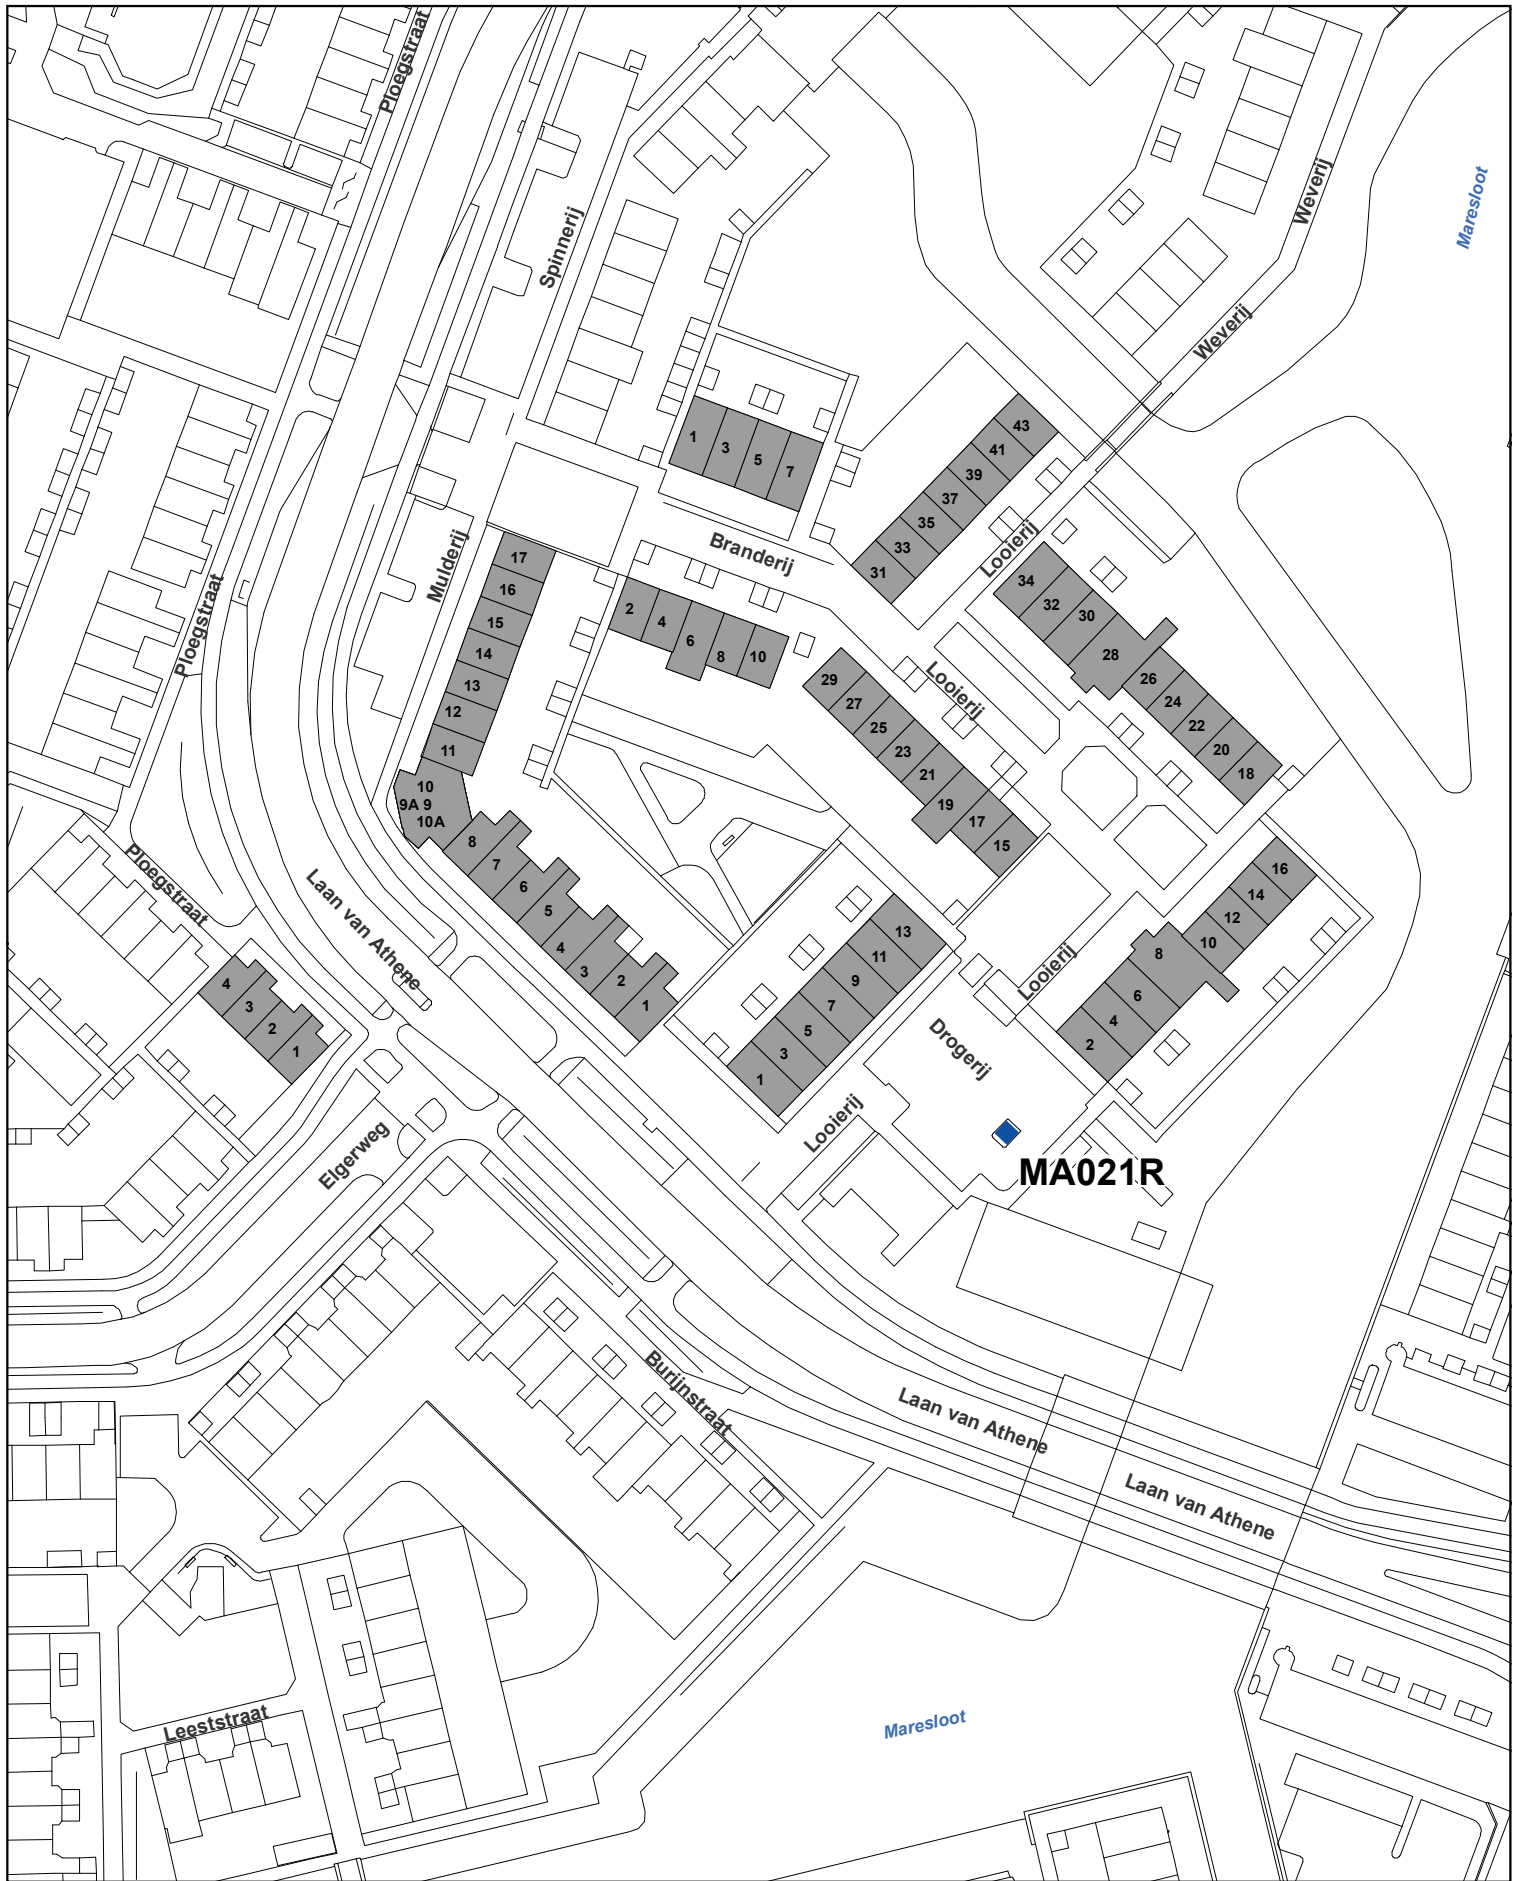 Ploegstraat
Maresloot
Weverij
Spinnerij
Weverij
1
3
5
7
43
41
39
37
35
33
31
Branderij
Looierij
Mulderij
17
16
15
14
13
12
11
10
9A 9
10A
2
4
6
8
10
34
32
30
28
26
24
22
20
18
Ploegstraat
Looierij
29
27
25
23
21
19
17
15
8
7
6
5
4
3
2
1
Ploegstraat
Laan van Athene
4
3
2
1
13
11
9
7
5
3
1
16
14
12
10
8
6
4
2
Looierij
Drogerij
Looierij
Elgerweg
MA021R
Burijnstraat
Laan van Athene
Laan van Athene
Leeststraat
Maresloot